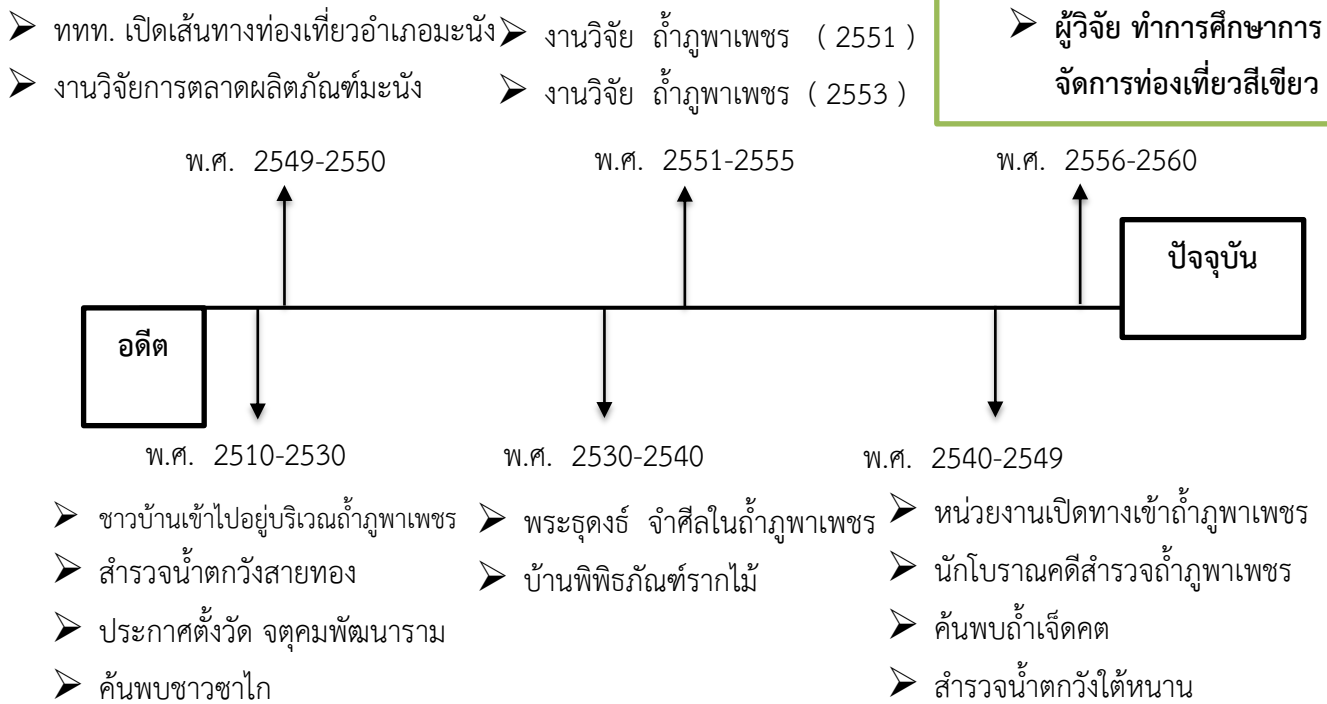 ➢ ททท. เปิดเส้นทางท่องเที่ยวอำเภอมะนัง
➢ งานวิจัยการตลาดผลิตภัณฑ์มะนัง
➢ งานวิจัย ถ้ำภูพาเพชร ( 2551 )
➢ งานวิจัย ถ้ำภูพาเพชร ( 2553 )
➢ ผู้วิจัย ทำการศึกษาการ
จัดการท่องเที่ยวสีเขียว
พ.ศ. 2549-2550
พ.ศ. 2551-2555
พ.ศ. 2556-2560
ปัจจุบัน
อดีต
พ.ศ. 2510-2530
➢ ชาวบ้านเข้าไปอยู่บริเวณถ้ำภูพาเพชร
➢ สำรวจน้ำตกวังสายทอง
➢ ประกาศตั้งวัด จตุคมพัฒนาราม
➢ ค้นพบชาวซาไก
พ.ศ. 2530-2540
➢ พระธุดงธ์ จำศีลในถ้ำภูพาเพชร
➢ บ้านพิพิธภัณฑ์รากไม้
พ.ศ. 2540-2549
➢ หน่วยงานเปิดทางเข้าถ้ำภูพาเพชร
➢ นักโบราณคดีสำรวจถ้ำภูพาเพชร
➢ ค้นพบถ้ำเจ็ดคต
➢ สำรวจน้ำตกวังใต้หนาน